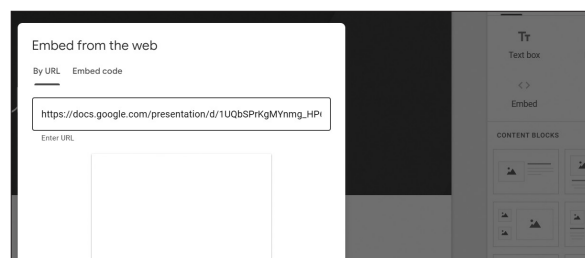 Embed from the web
By URL Embed code
https://docs.google.com/presentation/d/1UQbSPrKgMYnmg_HP
Enter URL
Tт
Text box
< >
Embed
CONTENT BLOCKS